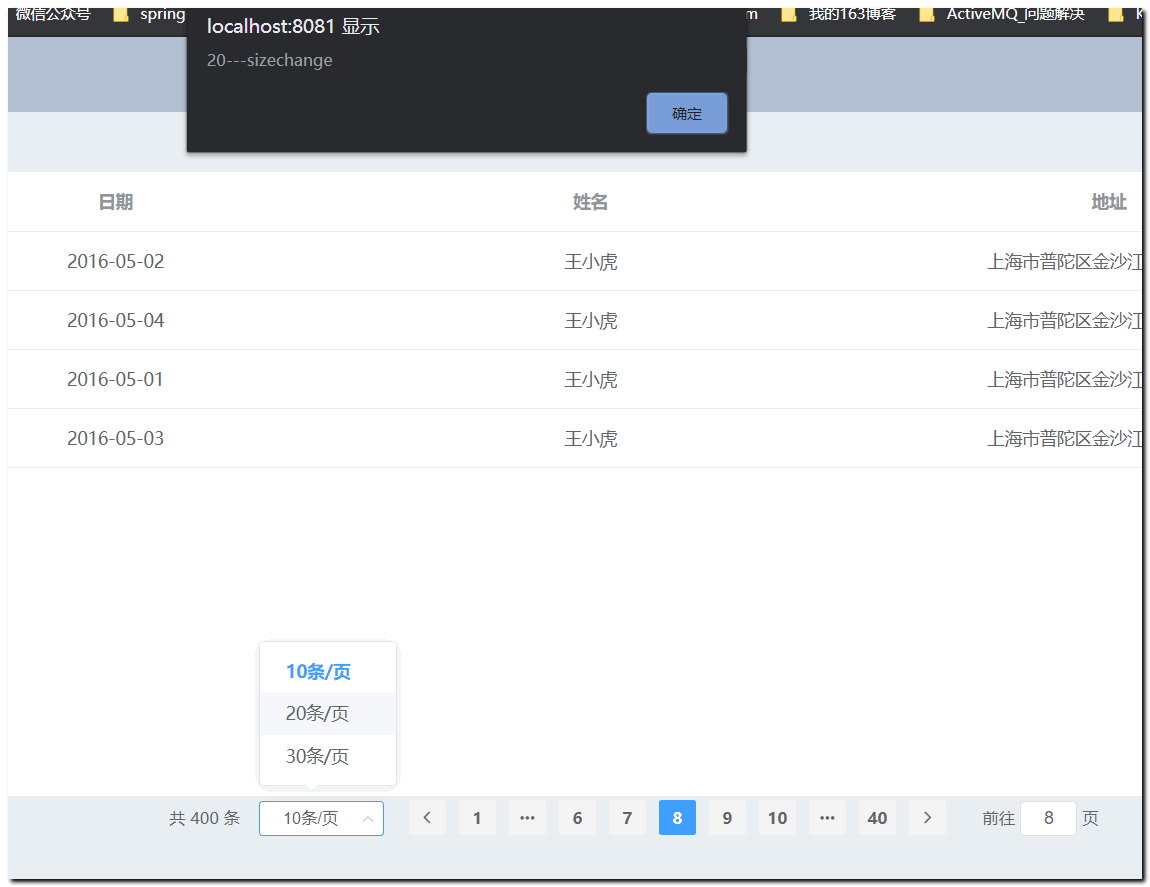 微信公众号 spring m 我的163博客 ActiveMQ_问题解决
localhost:8081 显示
20---sizechange
确定
日期 姓名 地址
2016-05-02 王小虎 上海市普陀区金沙江
2016-05-04 王小虎 上海市普陀区金沙江
2016-05-01 王小虎 上海市普陀区金沙江
2016-05-03 王小虎 上海市普陀区金沙江
10条/页
20条/页
30条/页
共 400 条 10条/页 < 1 ··· 6 7 8 9 10 ··· 40 > 前往 8 页